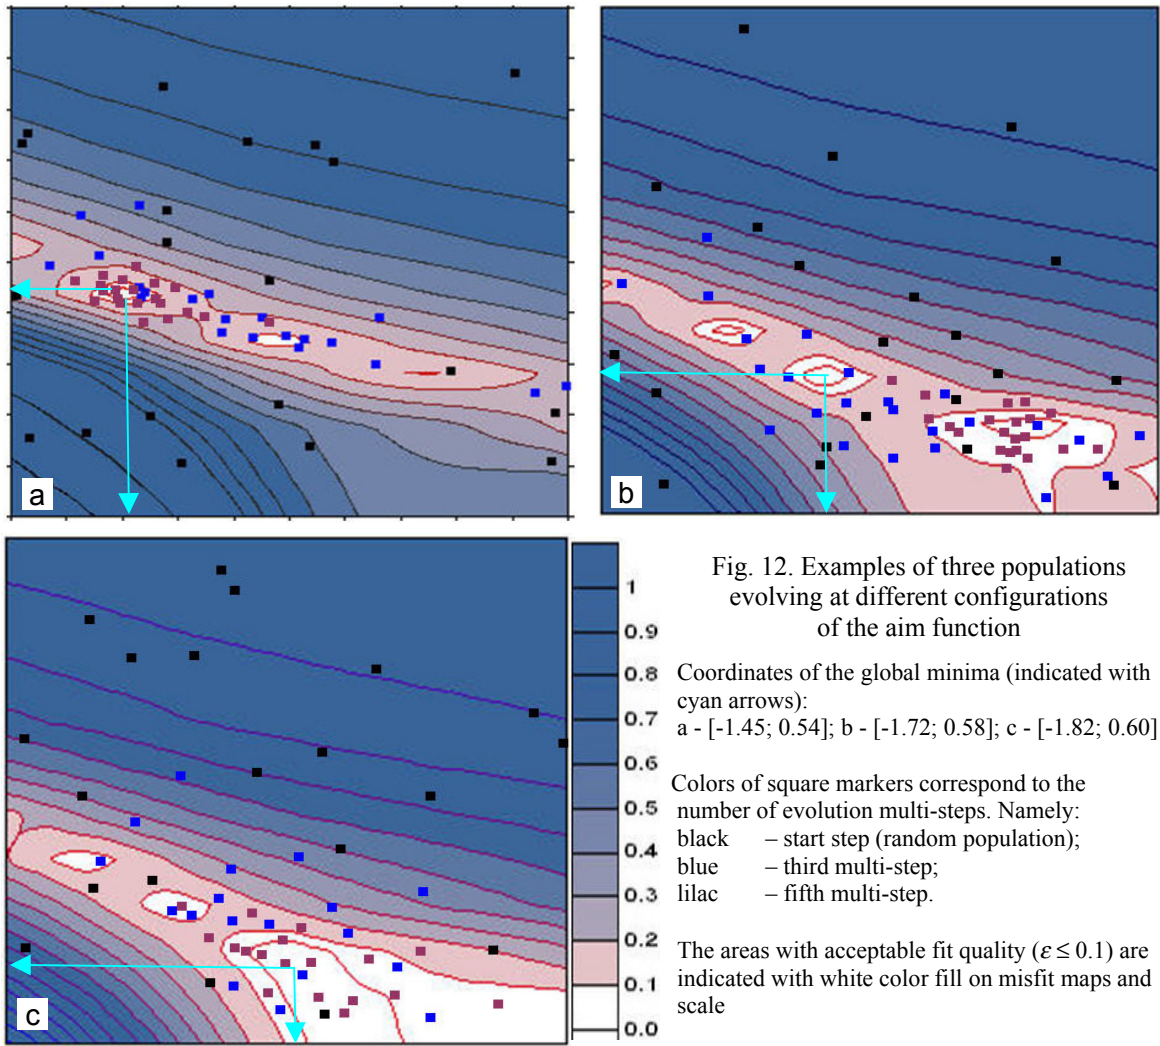 a
b
c
1
0.9
0.8
0.7
0.6
0.5
0.4
0.3
0.2
0.1
0.0
Fig. 12. Examples of three populations
evolving at different configurations
of the aim function
Coordinates of the global minima (indicated with
cyan arrows):
a - [-1.45; 0.54]; b - [-1.72; 0.58]; c - [-1.82; 0.60]
Colors of square markers correspond to the
number of evolution multi-steps. Namely:
black – start step (random population);
blue – third multi-step;
lilac – fifth multi-step.
The areas with acceptable fit quality (ε ≤ 0.1) are
indicated with white color fill on misfit maps and
scale